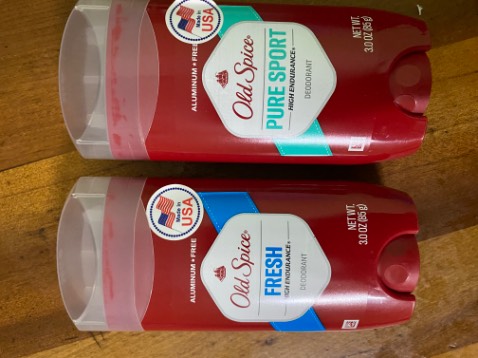 Made in
USA
ALUMINUM • FREE
Old Spice
PURE SPORT
HIGH ENDURANCE
DEODORANT
NET WT.
3.0 OZ (85g)
Made in
USA
ALUMINUM • FREE
Old Spice
FRESH
HIGH ENDURANCE
DEODORANT
NET WT.
3.0 OZ (85g)